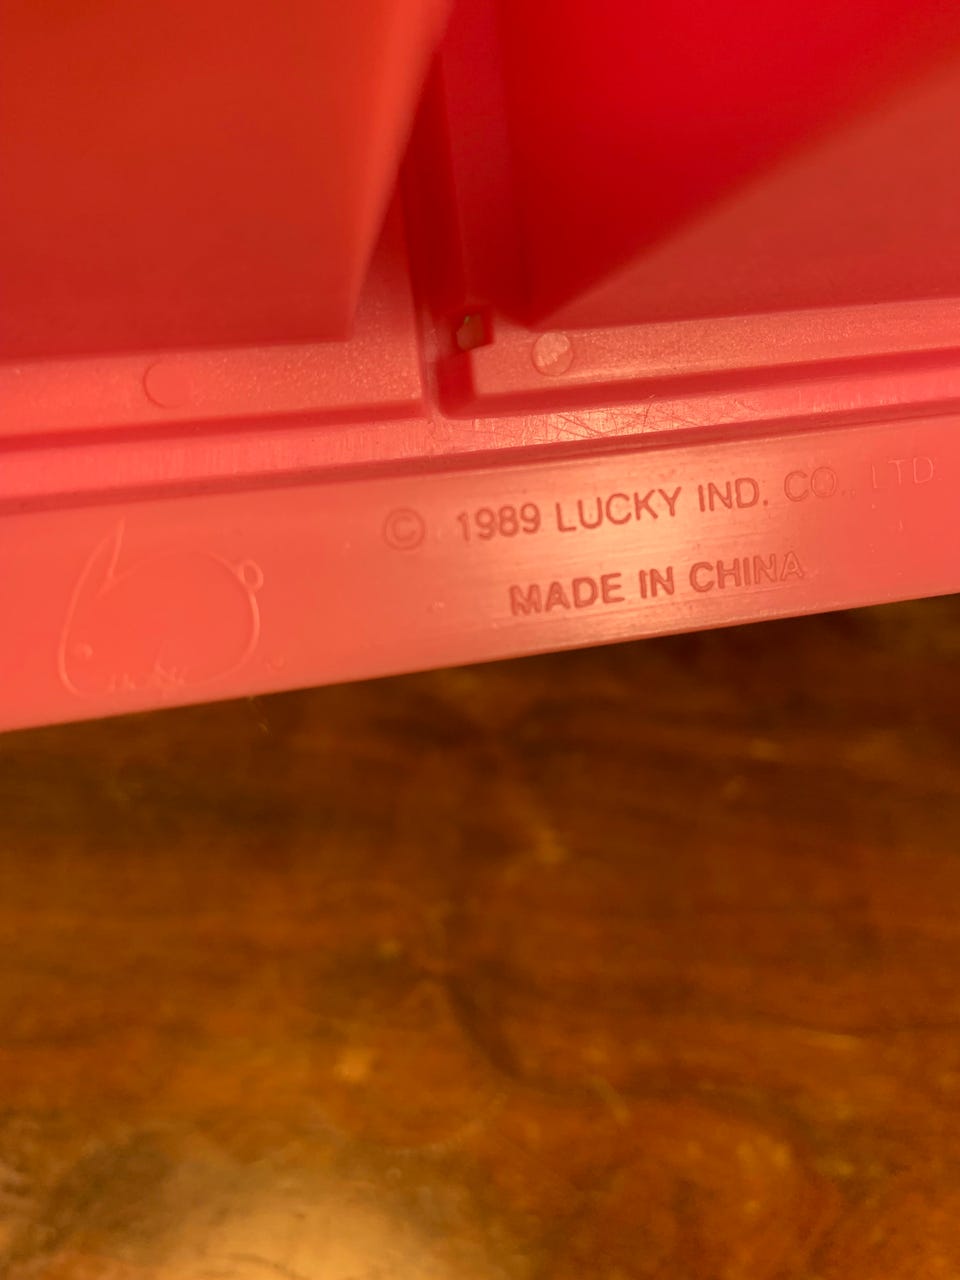 © 1989 LUCKY IND. CO., LTD.
MADE IN CHINA